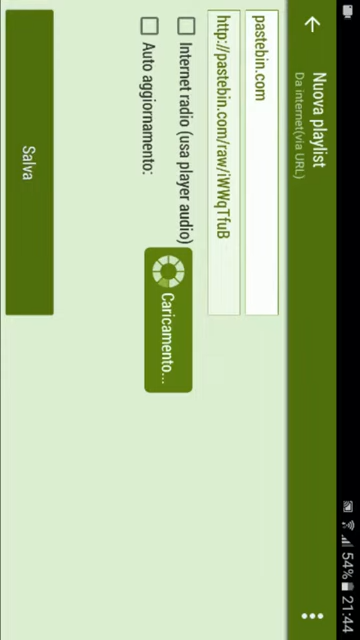 54% 21:44
Nuova playlist
Da internet(via URL)
pastebin.com
http://pastebin.com/raw/iWWqTfuB
Internet radio (usa player audio)
Auto aggiornamento:
Caricamento...
Salva